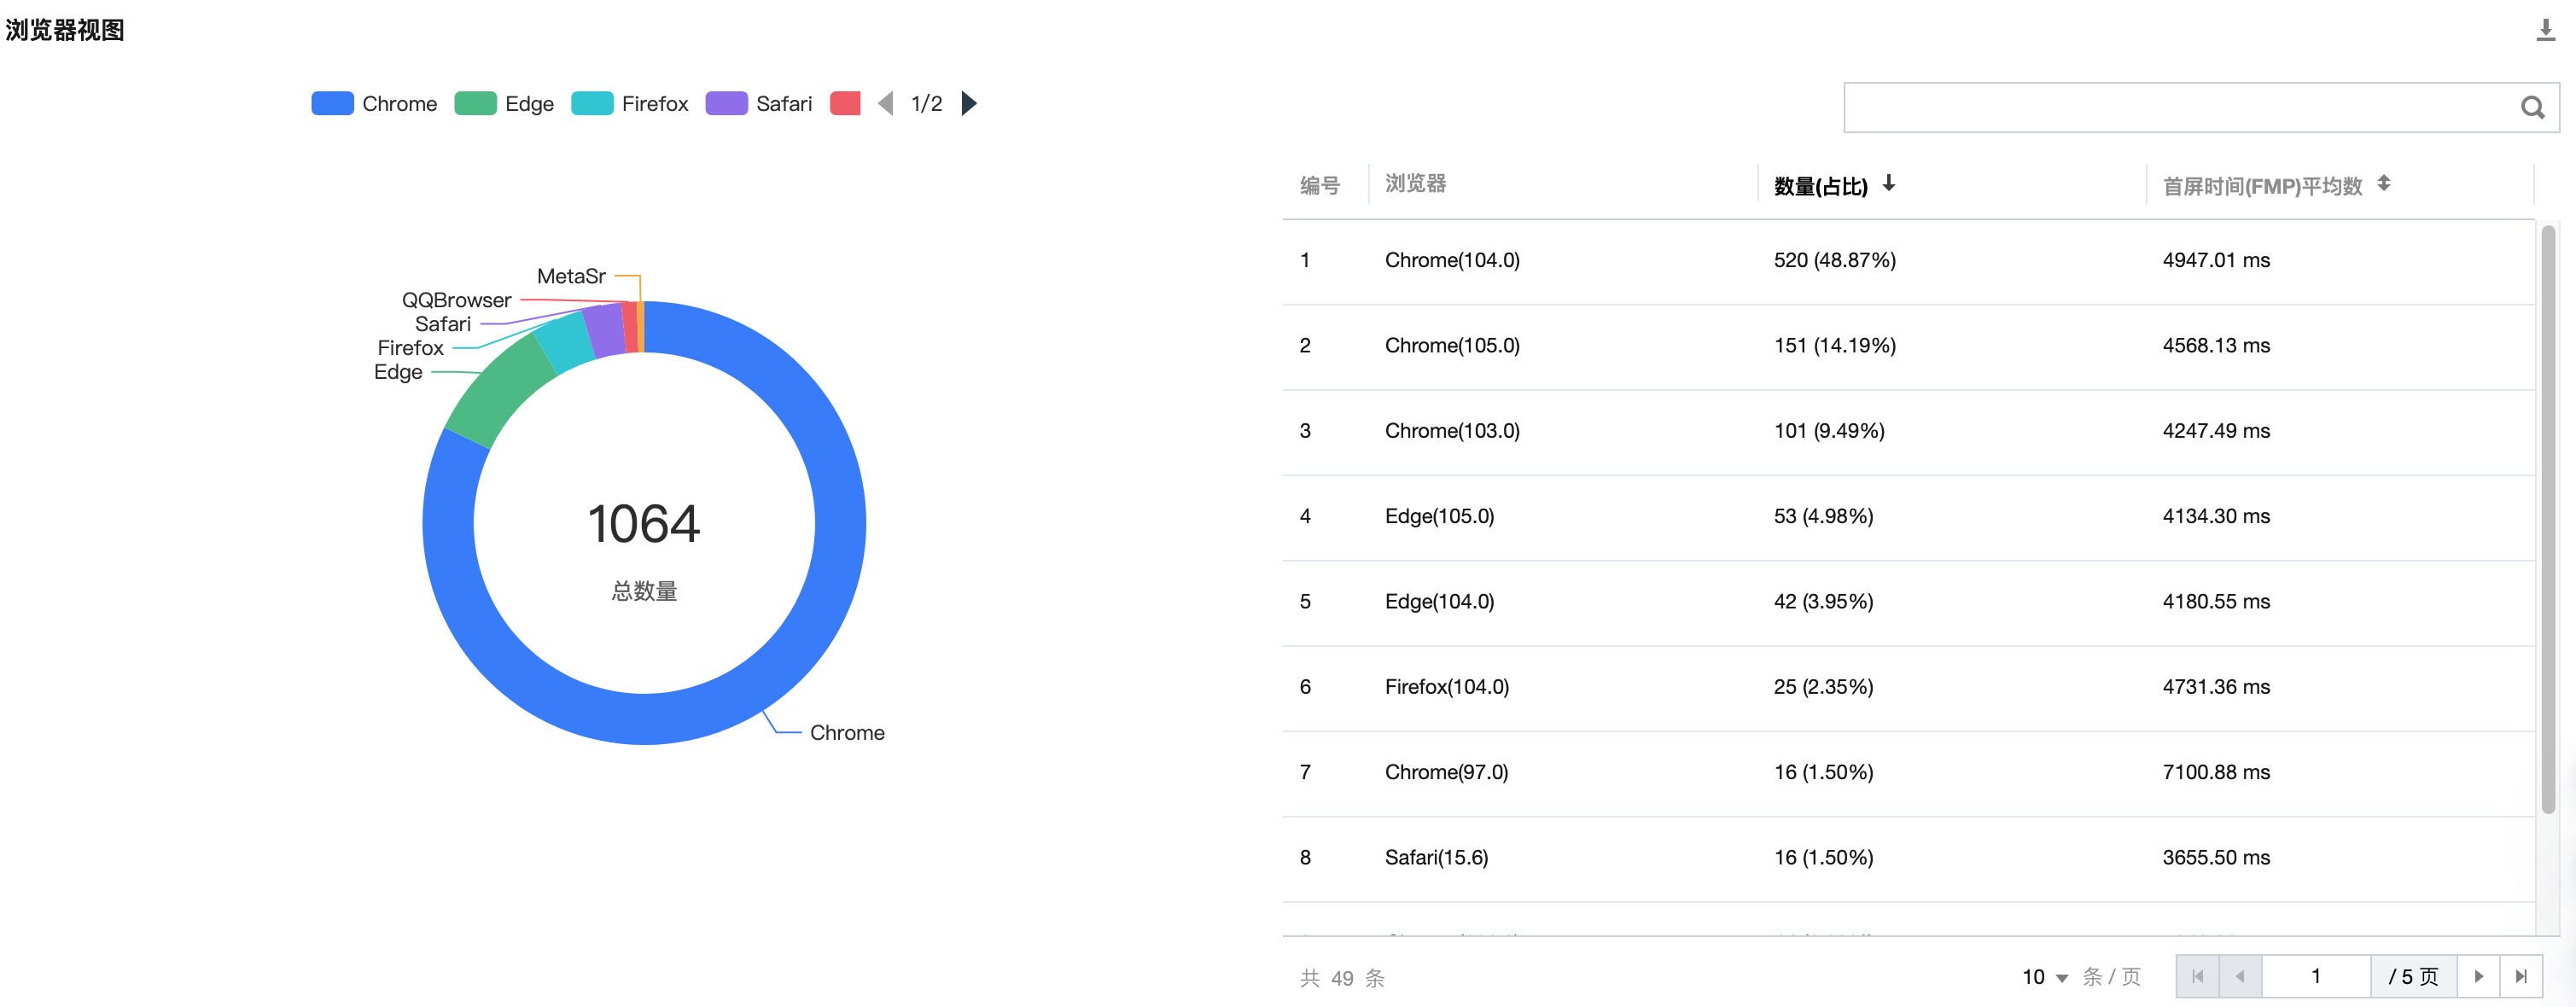 浏览器视图
Chrome Edge Firefox Safari 1/2
MetaSr
QQBrowser
Safari
Firefox
Edge
1064
总数量
Chrome
编号 浏览器 数量(占比) 首屏时间(FMP)平均数
1 Chrome(104.0) 520 (48.87%) 4947.01 ms
2 Chrome(105.0) 151 (14.19%) 4568.13 ms
3 Chrome(103.0) 101 (9.49%) 4247.49 ms
4 Edge(105.0) 53 (4.98%) 4134.30 ms
5 Edge(104.0) 42 (3.95%) 4180.55 ms
6 Firefox(104.0) 25 (2.35%) 4731.36 ms
7 Chrome(97.0) 16 (1.50%) 7100.88 ms
8 Safari(15.6) 16 (1.50%) 3655.50 ms
共 49 条 10 条 / 页 1 / 5 页